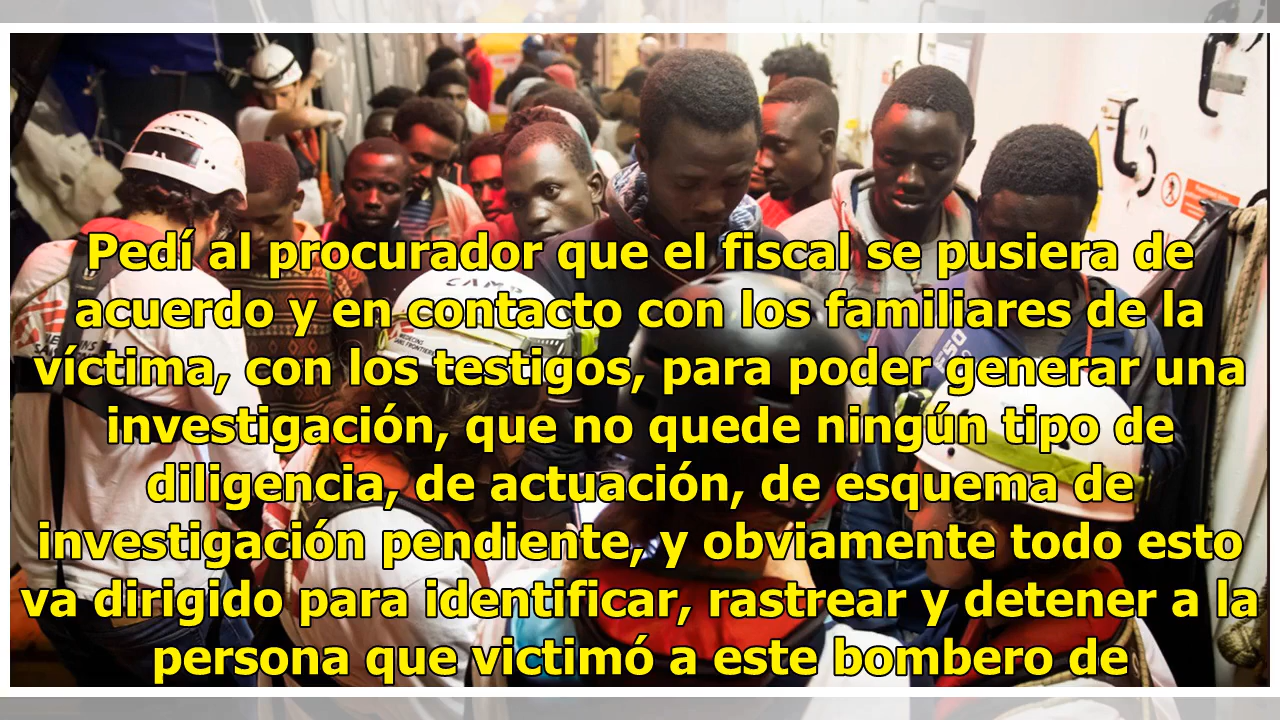 Pedí al procurador que el fiscal se pusiera de
acuerdo y en contacto con los familiares de la
víctima, con los testigos, para poder generar una
investigación, que no quede ningún tipo de
diligencia, de actuación, de esquema de
investigación pendiente, y obviamente todo esto
va dirigido para identificar, rastrear y detener a la
persona que victimó a este bombero de